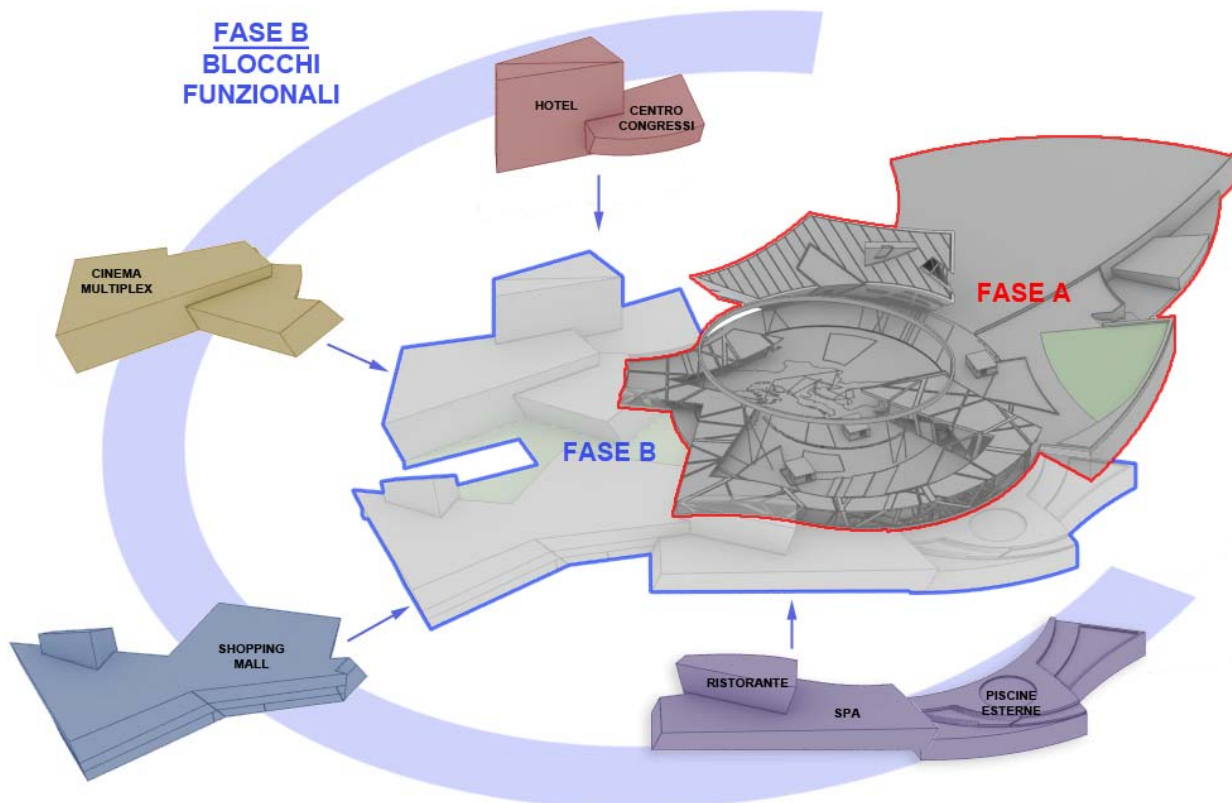 FASE B
BLOCCHI
FUNZIONALI
HOTEL
CENTRO
CONGRESSI
CINEMA
MULTIPLEX
FASE A
FASE B
SHOPPING
MALL
RISTORANTE
SPA
PISCINE
ESTERNE